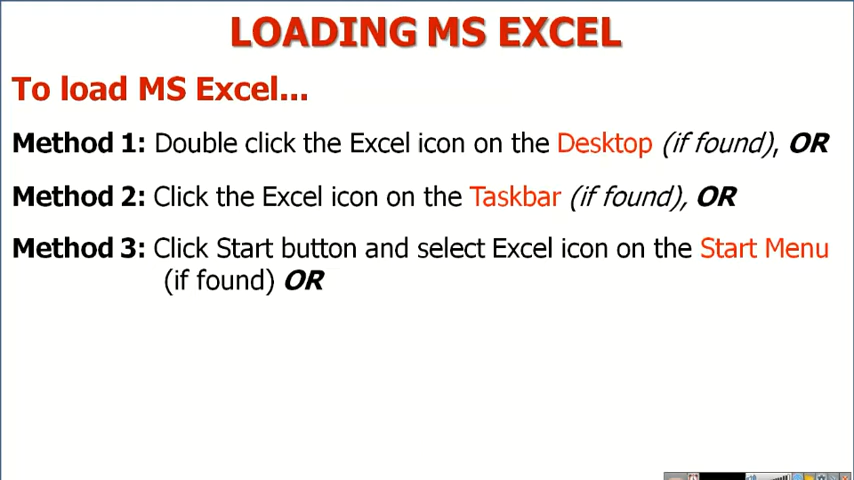 LOADING MS EXCEL
To load MS Excel...
Method 1: Double click the Excel icon on the Desktop (if found), OR
Method 2: Click the Excel icon on the Taskbar (if found), OR
Method 3: Click Start button and select Excel icon on the Start Menu
(if found) OR